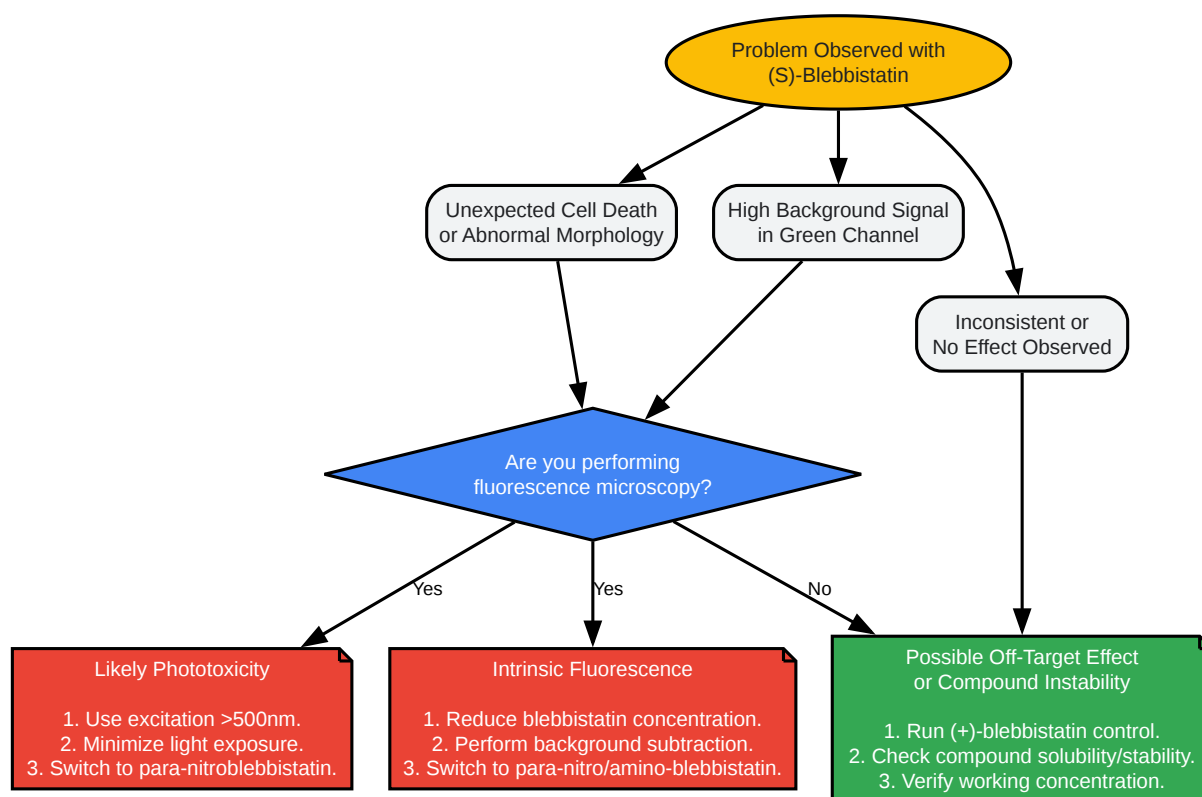 Problem Observed with
(S)-Blebbistatin
Unexpected Cell Death
or Abnormal Morphology
High Background Signal
in Green Channel
Inconsistent or
No Effect Observed
Are you performing
fluorescence microscopy?
Yes
Yes
No
Likely Phototoxicity
1. Use excitation >500nm.
2. Minimize light exposure.
3. Switch to para-nitroblebbistatin.
Intrinsic Fluorescence
1. Reduce blebbistatin concentration.
2. Perform background subtraction.
3. Switch to para-nitro/amino-blebbistatin.
Possible Off-Target Effect
or Compound Instability
1. Run (+)-blebbistatin control.
2. Check compound solubility/stability.
3. Verify working concentration.